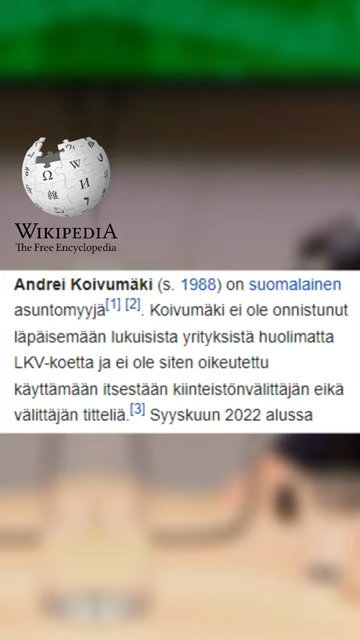 WIKIPEDIA
The Free Encyclopedia
Andrei Koivumäki (s. 1988) on suomalainen
asuntomyyjä[1] [2]. Koivumäki ei ole onnistunut
läpäisemään lukuisista yrityksistä huolimatta
LKV-koetta ja ei ole siten oikeutettu
käyttämään itsestään kiinteistönvälittäjän eikä
välittäjän titteliä.[3] Syyskuun 2022 alussa